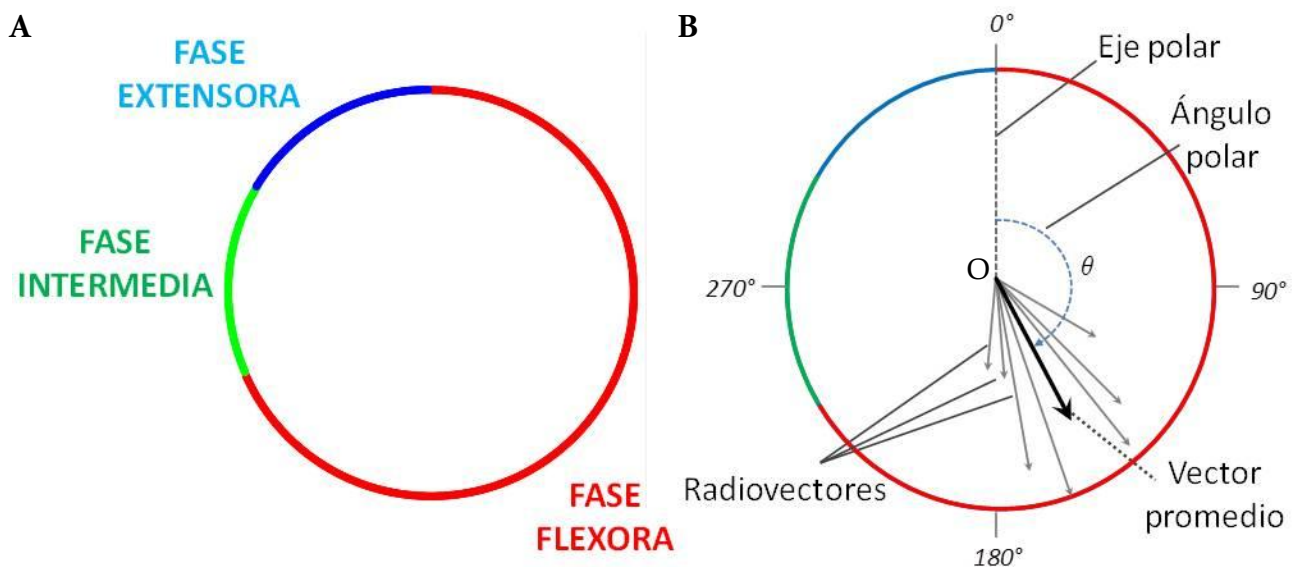 A
FASE
EXTENSORA
FASE
INTERMEDIA
FASE
FLEXORA
B
0°
Eje polar
Ángulo
polar
O
θ
270°
90°
Radiovectores
Vector
promedio
180°